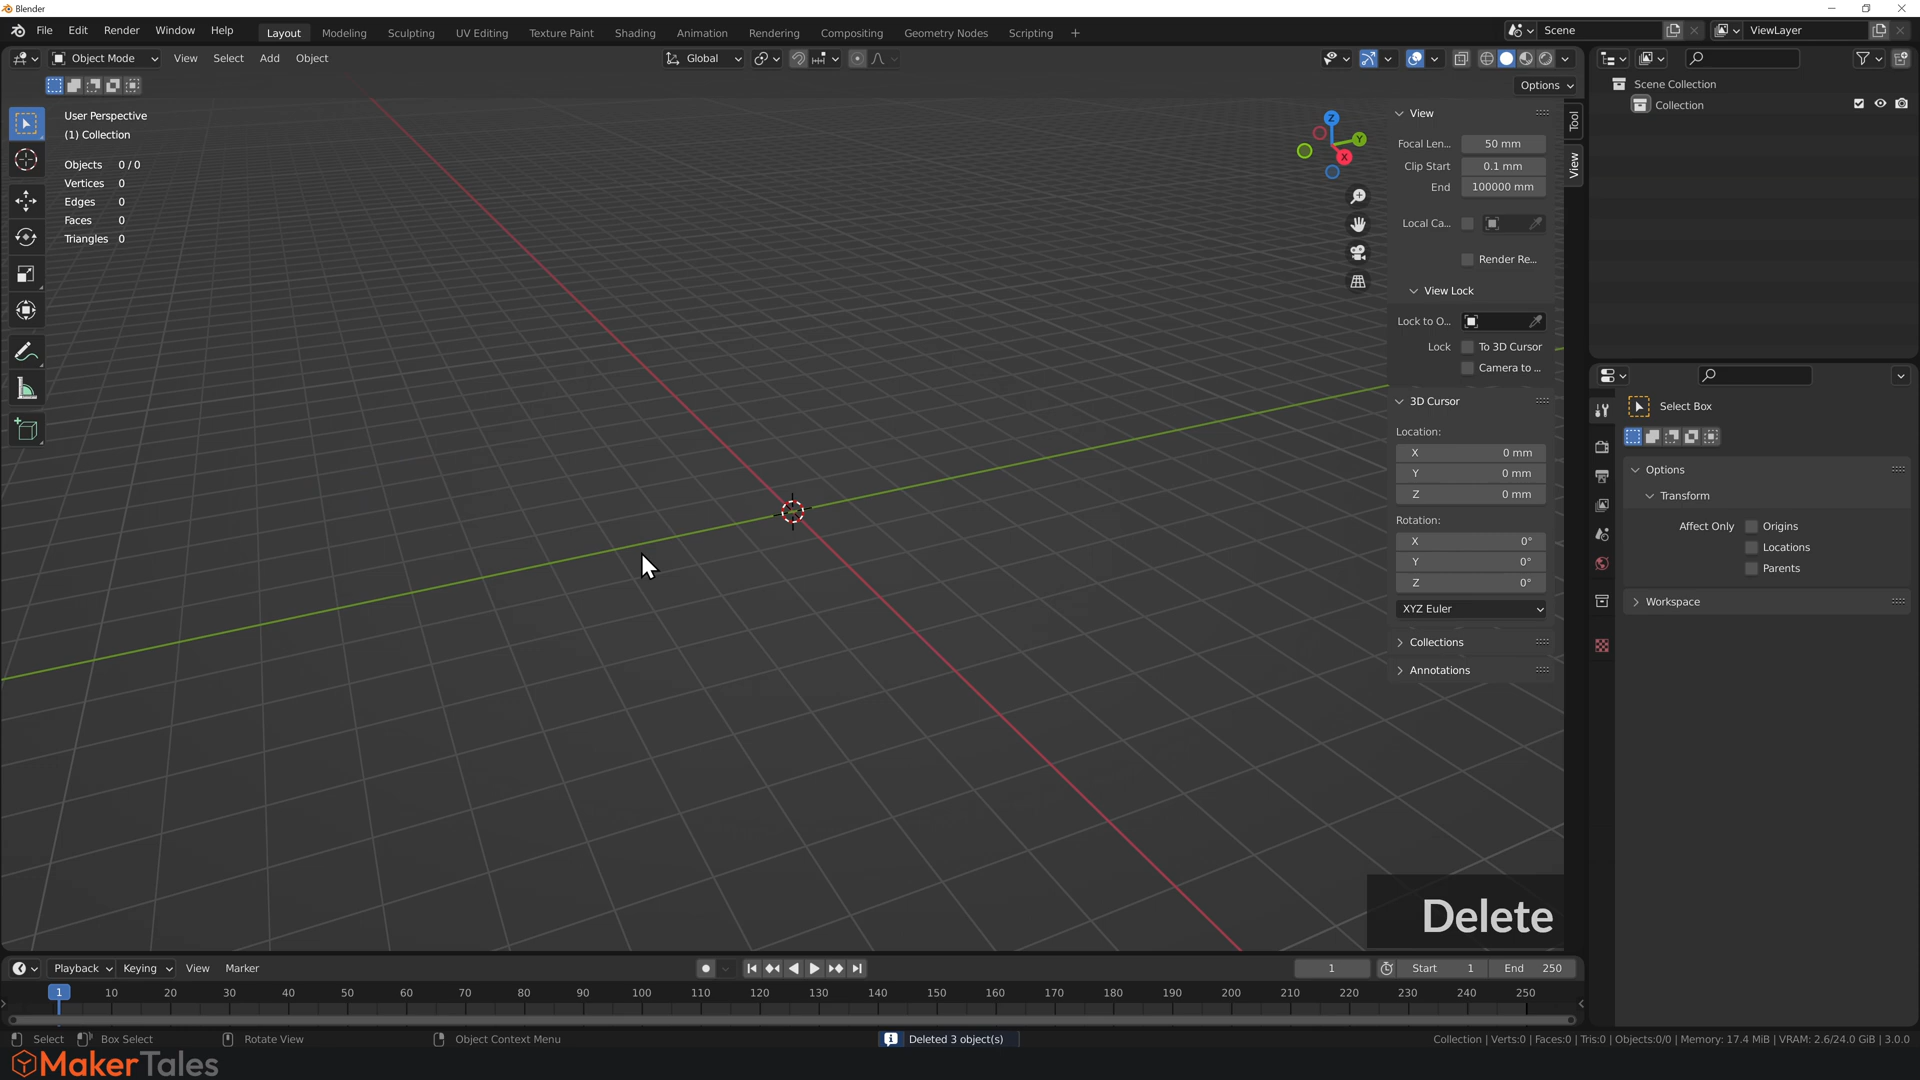 Blender
File Edit Render Window Help Layout Modeling Sculpting UV Editing Texture Paint Shading Animation Rendering Compositing Geometry Nodes Scripting + Scene ViewLayer
Object Mode View Select Add Object Global
Options
User Perspective
(1) Collection
Objects 0 / 0
Vertices 0
Edges 0
Faces 0
Triangles 0
Z
Y
X
View
Focal Len... 50 mm
Clip Start 0.1 mm
End 100000 mm
Local Ca...
Render Re...
View Lock
Lock to O...
Lock To 3D Cursor
Camera to ...
3D Cursor
Location:
X 0 mm
Y 0 mm
Z 0 mm
Rotation:
X 0°
Y 0°
Z 0°
XYZ Euler
Collections
Annotations
Tool
View
Scene Collection
Collection
Select Box
Options
Transform
Affect Only Origins
Locations
Parents
Workspace
Delete
Playback Keying View Marker 1 Start 1 End 250
1 10 20 30 40 50 60 70 80 90 100 110 120 130 140 150 160 170 180 190 200 210 220 230 240 250
Select Box Select Rotate View Object Context Menu Deleted 3 object(s) Collection | Verts:0 | Faces:0 | Tris:0 | Objects:0/0 | Memory: 17.4 MiB | VRAM: 2.6/24.0 GiB | 3.0.0
MakerTales